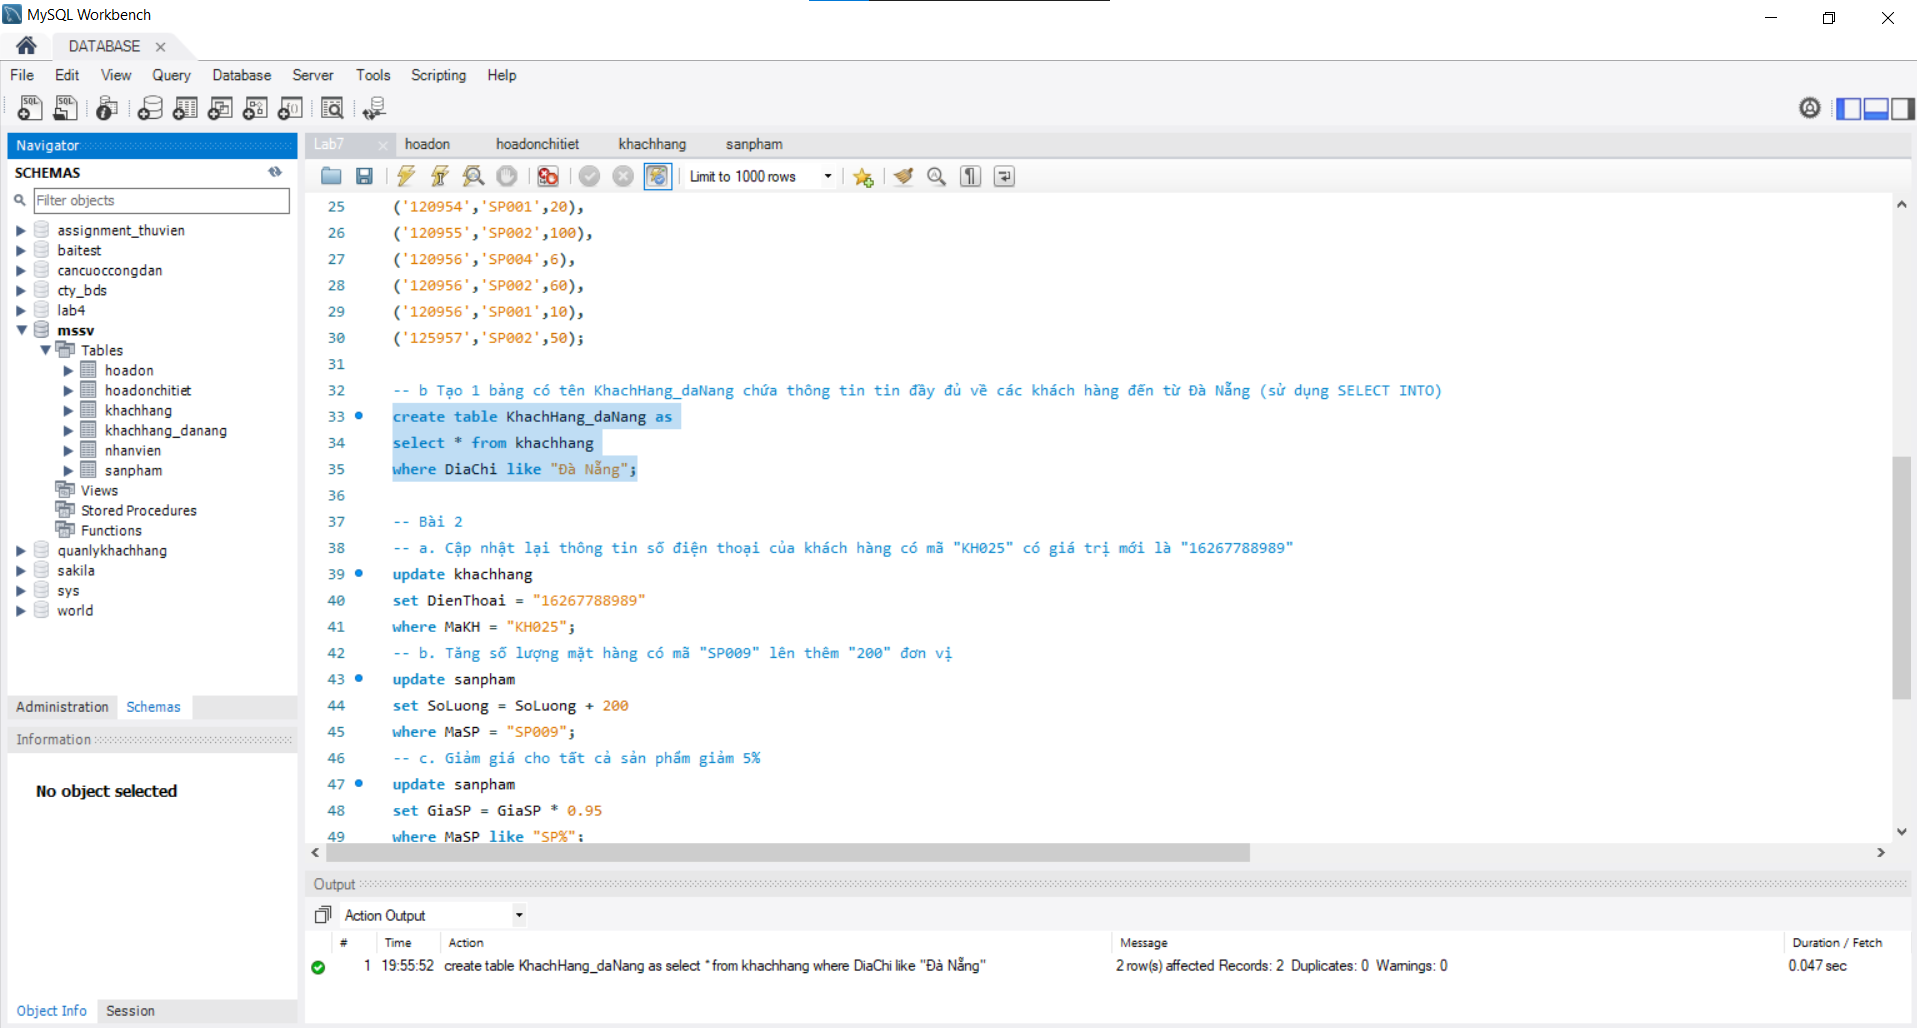 MySQL Workbench
DATABASE
File Edit View Query Database Server Tools Scripting Help
Navigator
SCHEMAS
Filter objects
assignment_thuvien
baitest
cancuoccongdan
cty_bds
lab4
mssv
Tables
hoadon
hoadonchitiet
khachhang
khachhang_danang
nhanvien
sanpham
Views
Stored Procedures
Functions
quanlykhachhang
sakila
sys
world
Administration Schemas
Information
No object selected
Object Info Session
Lab7 hoadon hoadonchitiet khachhang sanpham
Limit to 1000 rows
25 ('120954','SP001',20),
26 ('120955','SP002',100),
27 ('120956','SP004',6),
28 ('120956','SP002',60),
29 ('120956','SP001',10),
30 ('125957','SP002',50);
31
32 -- b Tạo 1 bảng có tên KhachHang_daNang chứa thông tin tin đầy đủ về các khách hàng đến từ Đà Nẵng (sử dụng SELECT INTO)
33 create table KhachHang_daNang as
34 select * from khachhang
35 where DiaChi like "Đà Nẵng";
36
37 -- Bài 2
38 -- a. Cập nhật lại thông tin số điện thoại của khách hàng có mã "KH025" có giá trị mới là "16267788989"
39 update khachhang
40 set DienThoai = "16267788989"
41 where MaKH = "KH025";
42 -- b. Tăng số lượng mặt hàng có mã "SP009" lên thêm "200" đơn vị
43 update sanpham
44 set SoLuong = SoLuong + 200
45 where MaSP = "SP009";
46 -- c. Giảm giá cho tất cả sản phẩm giảm 5%
47 update sanpham
48 set GiaSP = GiaSP * 0.95
49 where MaSP like "SP%";
Output
Action Output
# Time Action Message Duration / Fetch
1 19:55:52 create table KhachHang_daNang as select * from khachhang where DiaChi like "Đà Nẵng" 2 row(s) affected Records: 2 Duplicates: 0 Warnings: 0 0.047 sec